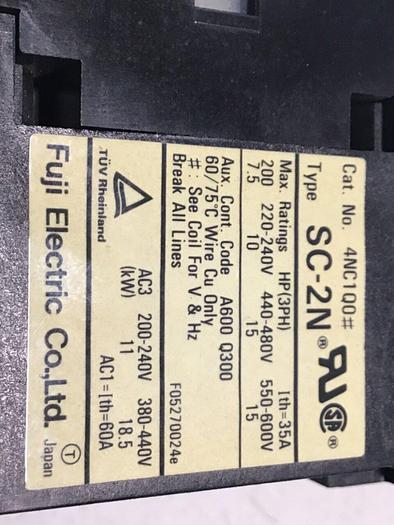 Cat. No. 4NC1Q0#
Type SC-2N ® UR ® SA ®
Max. Ratings HP(3PH) Ith=35A
200 220-240V 440-480V 550-600V
7.5 10 15 15
Aux. Cont. Code A600 Q300
60/75℃ Wire Cu Only
# : See Coil For V. & Hz
Break All Lines F05270024e
TÜV Rheinland
AC3 200-240V 380-440V
(kW) 11 18.5
AC1=Ith=60A
Fuji Electric Co.,Ltd. T Japan